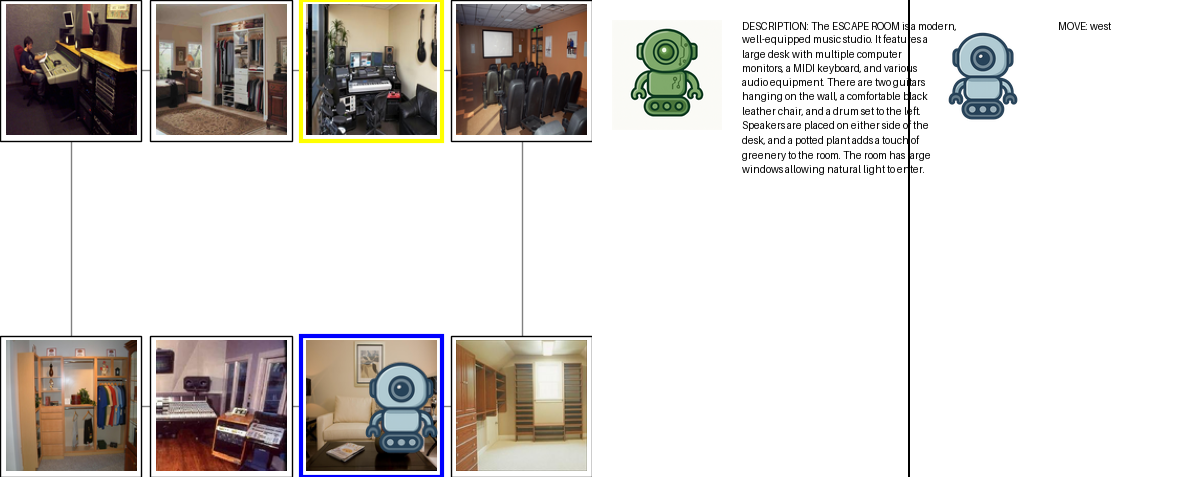 DESCRIPTION: The ESCAPE ROOM is a modern,
well-equipped music studio. It features a
large desk with multiple computer
monitors, a MIDI keyboard, and various
audio equipment. There are two guitars
hanging on the wall, a comfortable black
leather chair, and a drum set to the left.
Speakers are placed on either side of the
desk, and a potted plant adds a touch of
greenery to the room. The room has large
windows allowing natural light to enter.
MOVE: west